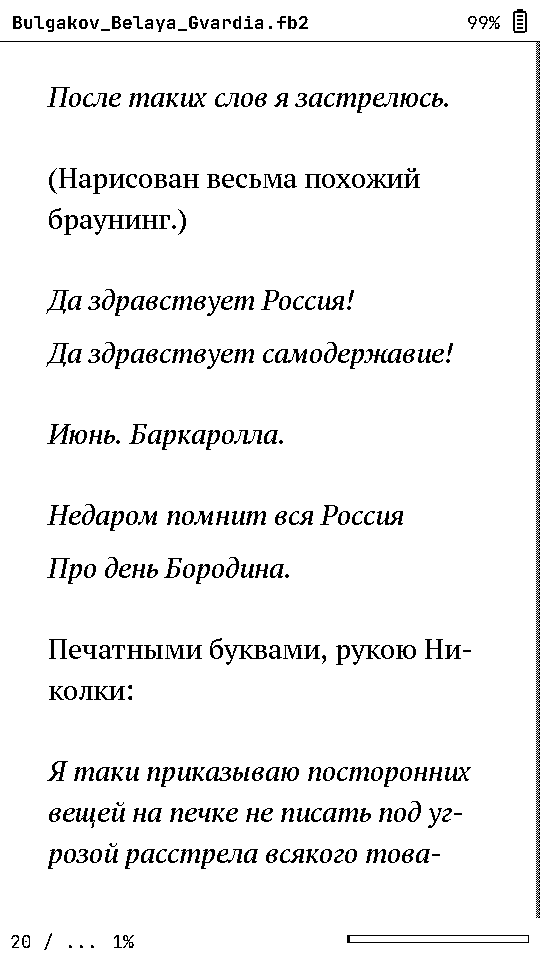 Bulgakov_Belaya_Gvardia.fb2 99%
После таких слов я застрелюсь.
(Нарисован весьма похожий
браунинг.)
Да здравствует Россия!
Да здравствует самодержавие!
Июнь. Баркаролла.
Недаром помнит вся Россия
Про день Бородина.
Печатными буквами, рукою Ни-
колки:
Я таки приказываю посторонних
вещей на печке не писать под уг-
розой расстрела всякого това-
20 / ... 1%